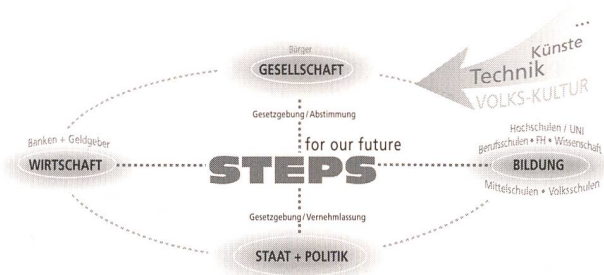 ...
Künste
Technik
VOLKS-KULTUR
Bürger
GESELLSCHAFT
Gesetzgebung/Abstimmung
Banken + Geldgeber
WIRTSCHAFT
for our future
STEPS
Hochschulen / UNI
Berufsschulen • FH • Wissenschaft
BILDUNG
Mittelschulen • Volksschulen
Gesetzgebung/Vernehmlassung
STAAT + POLITIK